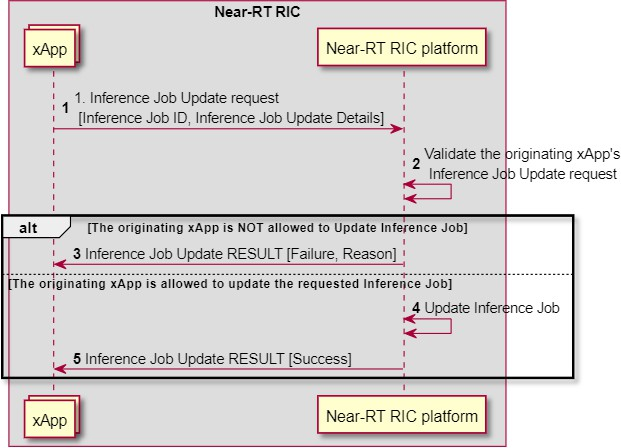 Near-RT RIC
xApp
Near-RT RIC platform
1 1. Inference Job Update request
[Inference Job ID, Inference Job Update Details]
2 Validate the originating xApp's
Inference Job Update request
alt [The originating xApp is NOT allowed to Update Inference Job]
3 Inference Job Update RESULT [Failure, Reason]
[The originating xApp is allowed to update the requested Inference Job]
4 Update Inference Job
5 Inference Job Update RESULT [Success]
xApp
Near-RT RIC platform